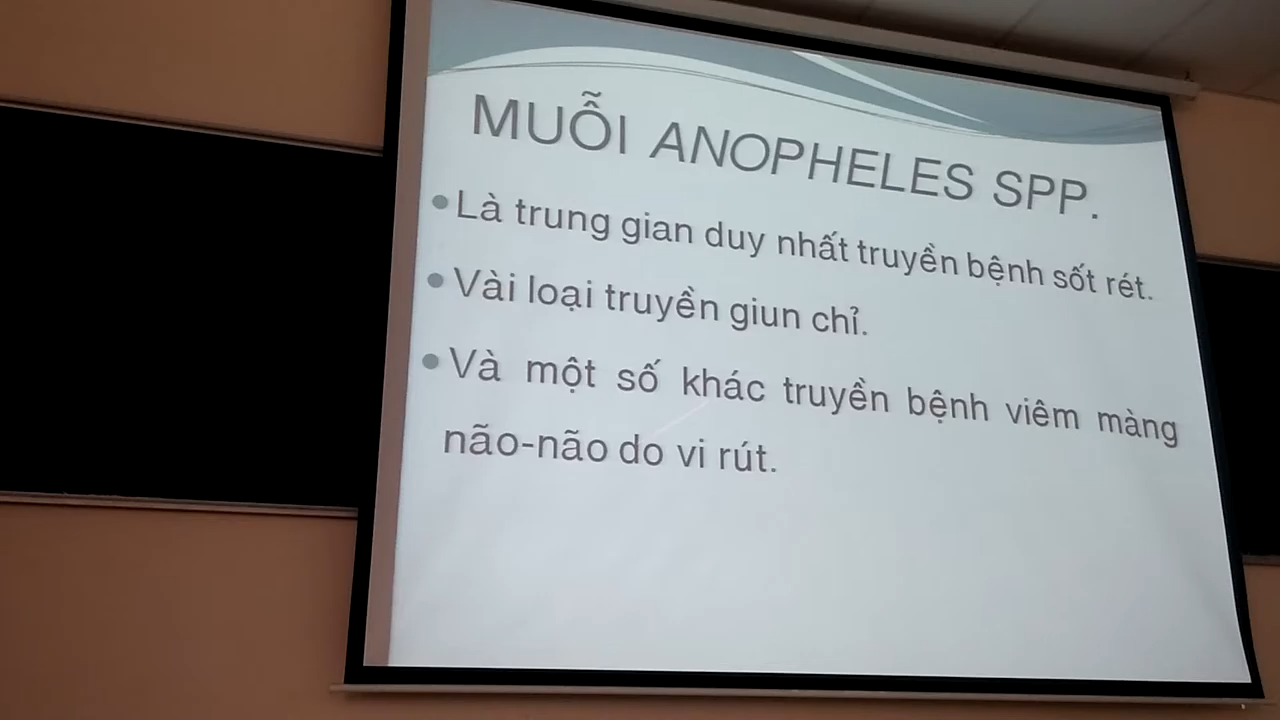 MUỖI ANOPHELES SPP.
•Là trung gian duy nhất truyền bệnh sốt rét.
•Vài loại truyền giun chỉ.
•Và một số khác truyền bệnh viêm màng
não-não do vi rút.